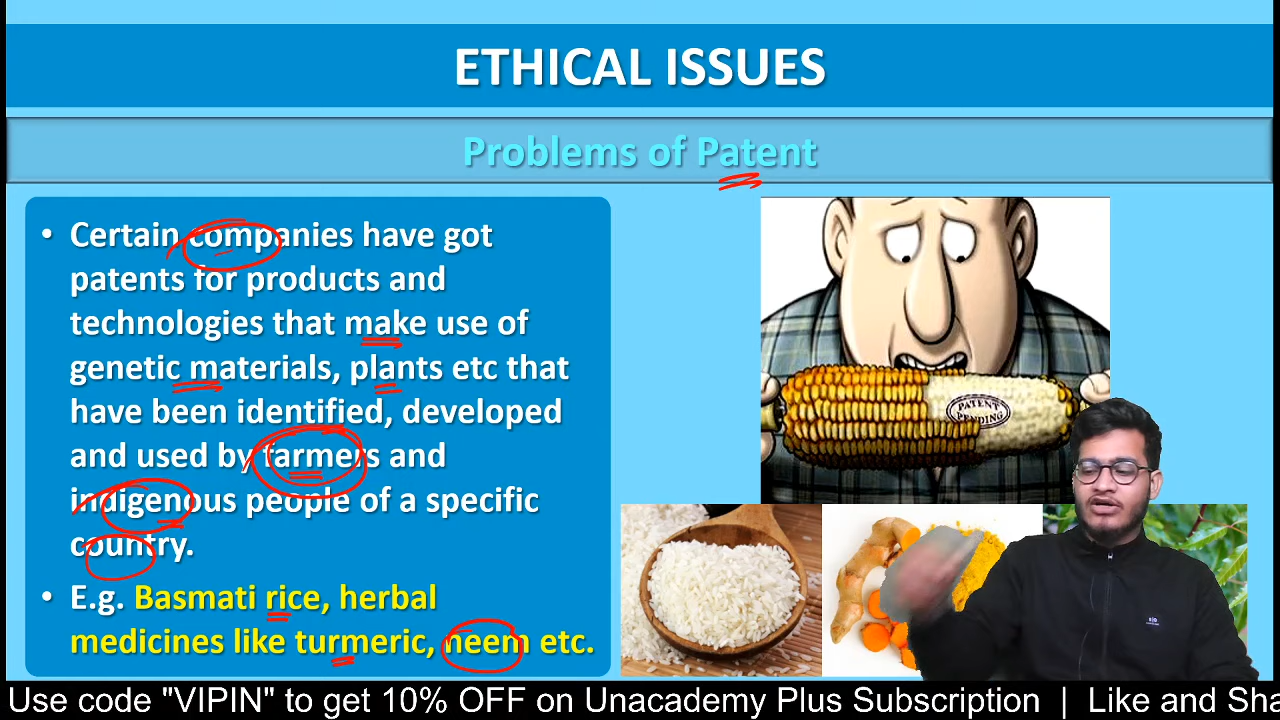 ETHICAL ISSUES
Problems of Patent
• Certain companies have got
patents for products and
technologies that make use of
genetic materials, plants etc that
have been identified, developed
and used by farmers and
indigenous people of a specific
country.
• E.g. Basmati rice, herbal
medicines like turmeric, neem etc.
PATENT
PENDING
Use code "VIPIN" to get 10% OFF on Unacademy Plus Subscription | Like and Sha